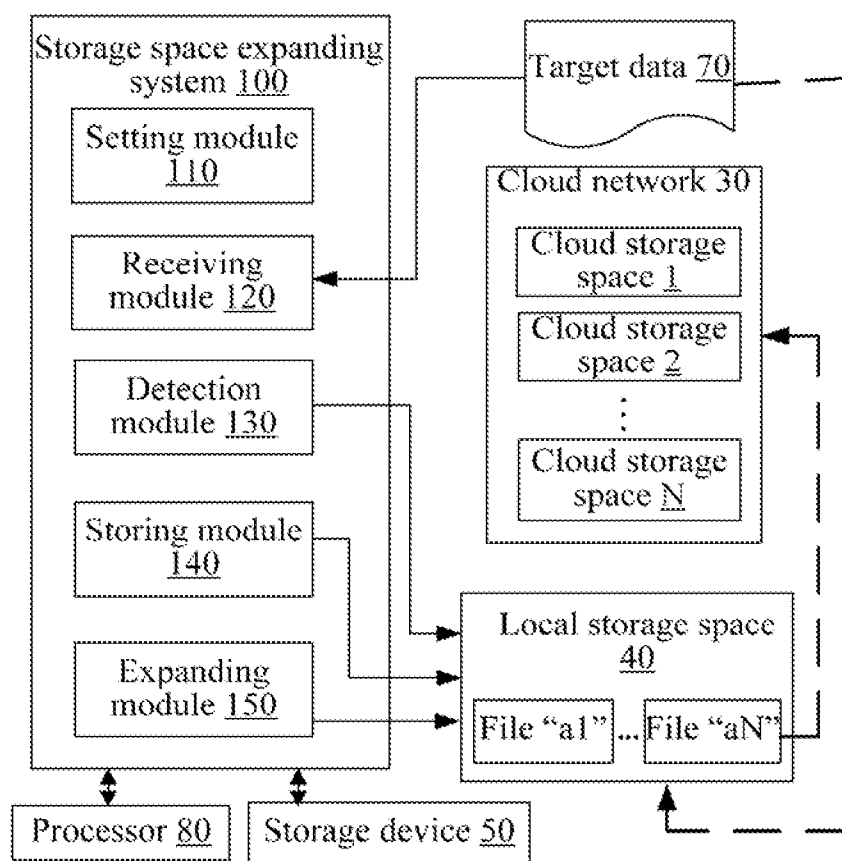 Storage space expanding
system 100
Setting module
110
Receiving
module 120
Detection
module 130
Storing module
140
Expanding
module 150
Processor 80
Storage device 50
Target data 70
Cloud network 30
Cloud storage
space 1
Cloud storage
space 2
⋮
Cloud storage
space N
Local storage space
40
File “a1” ... File “aN”